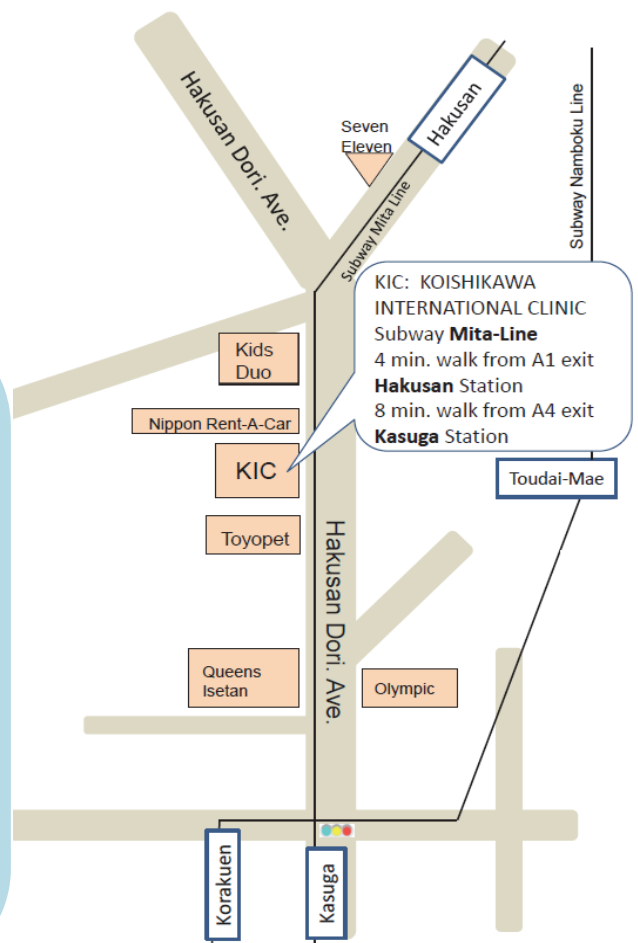 Hakusan Dori. Ave.
Seven
Eleven
Hakusan
Subway Mita Line
Subway Namboku Line
KIC: KOISHIKAWA
INTERNATIONAL CLINIC
Subway Mita-Line
4 min. walk from A1 exit
Hakusan Station
8 min. walk from A4 exit
Kasuga Station
Kids
Duo
Nippon Rent-A-Car
KIC
Toudai-Mae
Toyopet
Hakusan Dori. Ave.
Queens
Isetan
Olympic
Korakuen
Kasuga